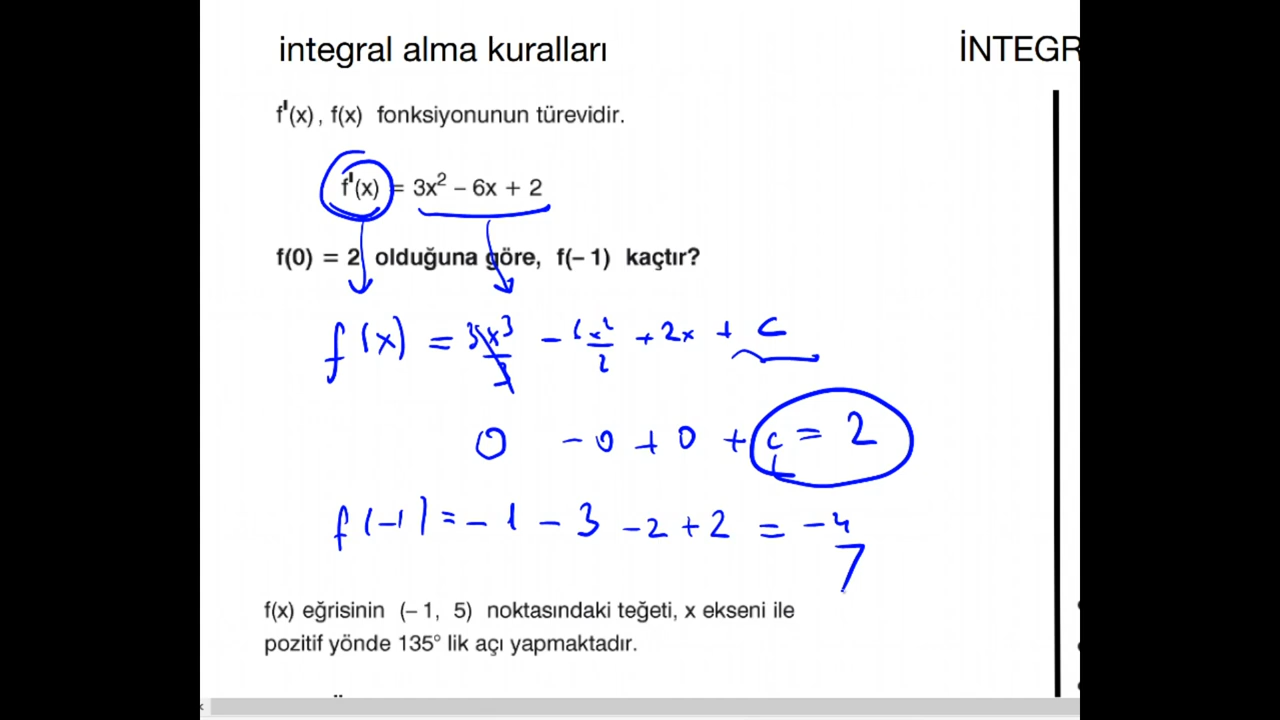 integral alma kuralları
İNTEGR
f'(x) , f(x) fonksiyonunun türevidir.
f'(x) = 3x² – 6x + 2
f(0) = 2 olduğuna göre, f(– 1) kaçtır?
f(x) = 3x³/3 - 6x²/2 + 2x + c
0 - 0 + 0 + c = 2
f(-1) = -1 - 3 - 2 + 2 = -4
f(x) eğrisinin (– 1, 5) noktasındaki teğeti, x ekseni ile
pozitif yönde 135° lik açı yapmaktadır.